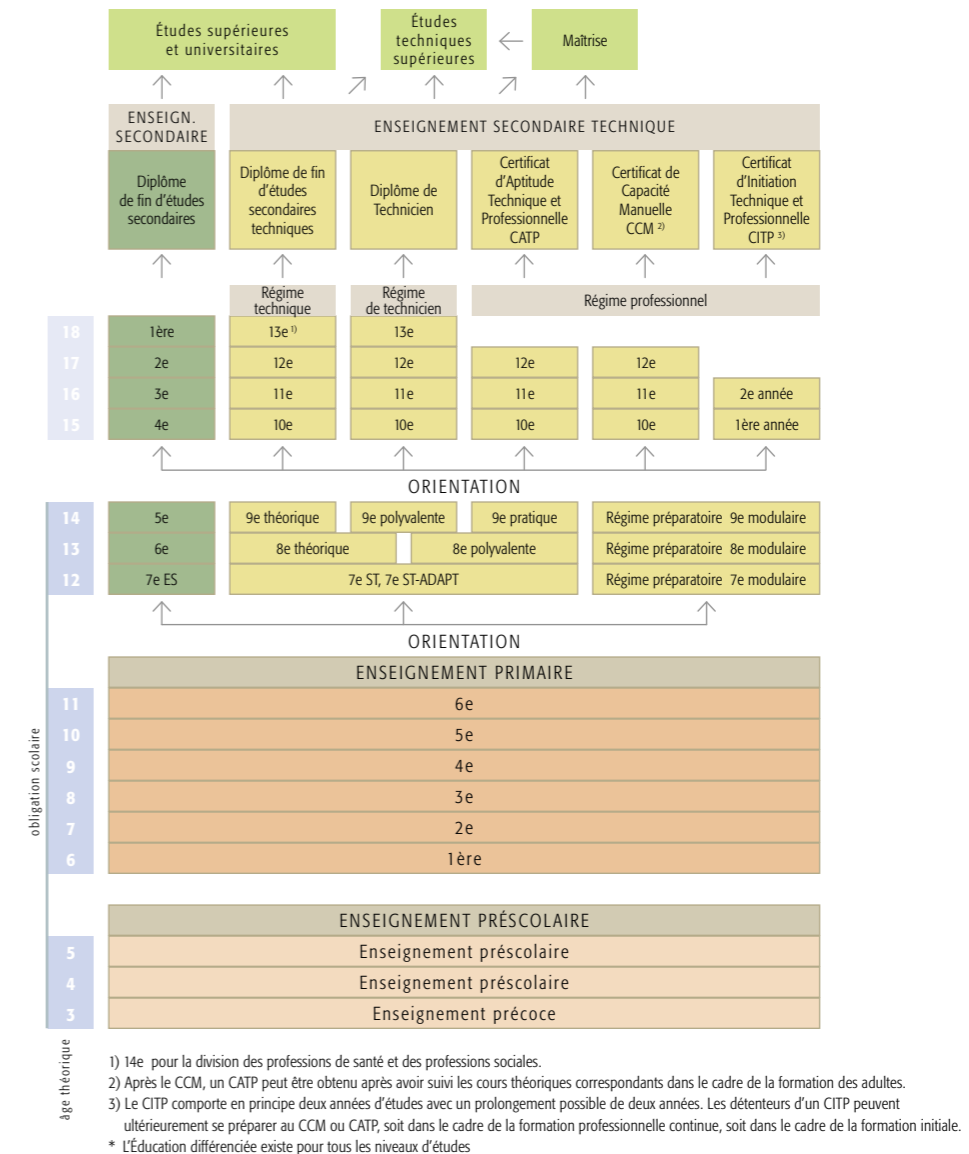 Études supérieures
et universitaires
Études
techniques
supérieures
Maîtrise
ENSEIGN.
SECONDAIRE
ENSEIGNEMENT SECONDAIRE TECHNIQUE
Diplôme
de fin d'études
secondaires
Diplôme de fin
d'études
secondaires
techniques
Diplôme de
Technicien
Certificat
d'Aptitude
Technique et
Professionnelle
CATP
Certificat de
Capacité
Manuelle
CCM 2)
Certificat
d'Initiation
Technique et
Professionnelle
CITP 3)
Régime
technique
Régime
de technicien
Régime professionnel
18 1ère 13e 1) 13e
17 2e 12e 12e 12e 12e
16 3e 11e 11e 11e 11e 2e année
15 4e 10e 10e 10e 10e 1ère année
ORIENTATION
14 5e 9e théorique 9e polyvalente 9e pratique Régime préparatoire 9e modulaire
13 6e 8e théorique 8e polyvalente Régime préparatoire 8e modulaire
12 7e ES 7e ST, 7e ST-ADAPT Régime préparatoire 7e modulaire
ORIENTATION
ENSEIGNEMENT PRIMAIRE
11 6e
10 5e
9 4e
8 3e
7 2e
6 1ère
obligation scolaire
ENSEIGNEMENT PRÉSCOLAIRE
5 Enseignement préscolaire
4 Enseignement préscolaire
3 Enseignement précoce
âge théorique
1) 14e pour la division des professions de santé et des professions sociales.
2) Après le CCM, un CATP peut être obtenu après avoir suivi les cours théoriques correspondants dans le cadre de la formation des adultes.
3) Le CITP comporte en principe deux années d'études avec un prolongement possible de deux années. Les détenteurs d'un CITP peuvent
ultérieurement se préparer au CCM ou CATP, soit dans le cadre de la formation professionnelle continue, soit dans le cadre de la formation initiale.
* L'Éducation différenciée existe pour tous les niveaux d'études